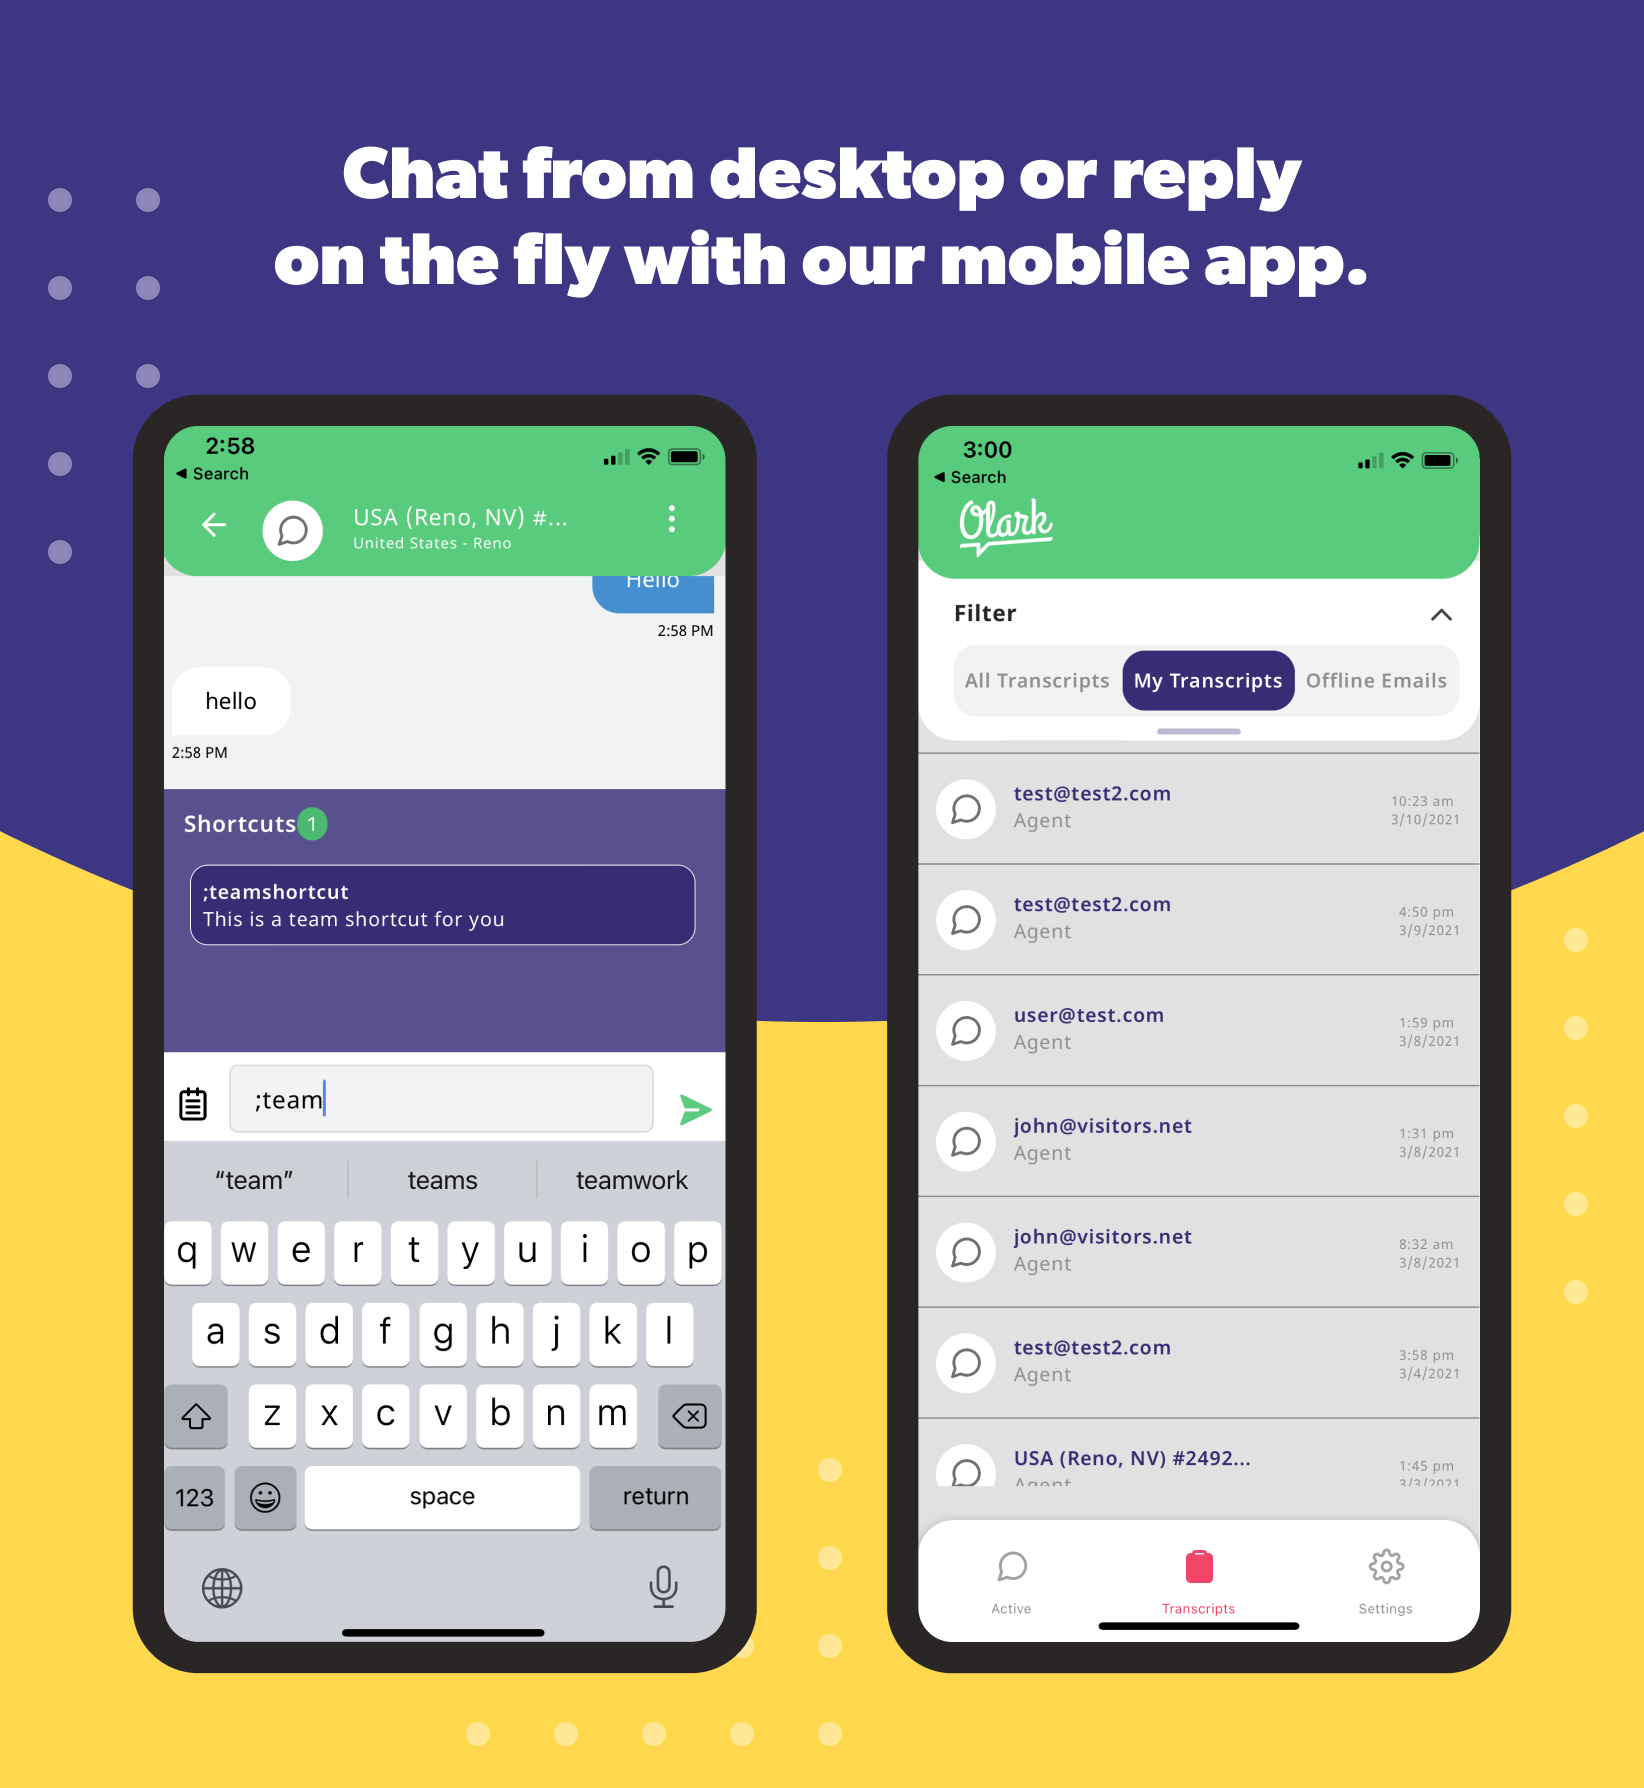 Chat from desktop or reply
on the fly with our mobile app.
2:58
Search
USA (Reno, NV) #...
United States - Reno
Hello
2:58 PM
hello
2:58 PM
Shortcuts 1
;teamshortcut
This is a team shortcut for you
;team
“team” teams teamwork
q w e r t y u i o p
a s d f g h j k l
z x c v b n m
123 space return
3:00
Search
Olark
Filter
All Transcripts My Transcripts Offline Emails
test@test2.com
Agent
10:23 am
3/10/2021
test@test2.com
Agent
4:50 pm
3/9/2021
user@test.com
Agent
1:59 pm
3/8/2021
john@visitors.net
Agent
1:31 pm
3/8/2021
john@visitors.net
Agent
8:32 am
3/8/2021
test@test2.com
Agent
3:58 pm
3/4/2021
USA (Reno, NV) #2492...
Agent
1:45 pm
3/3/2021
Active Transcripts Settings